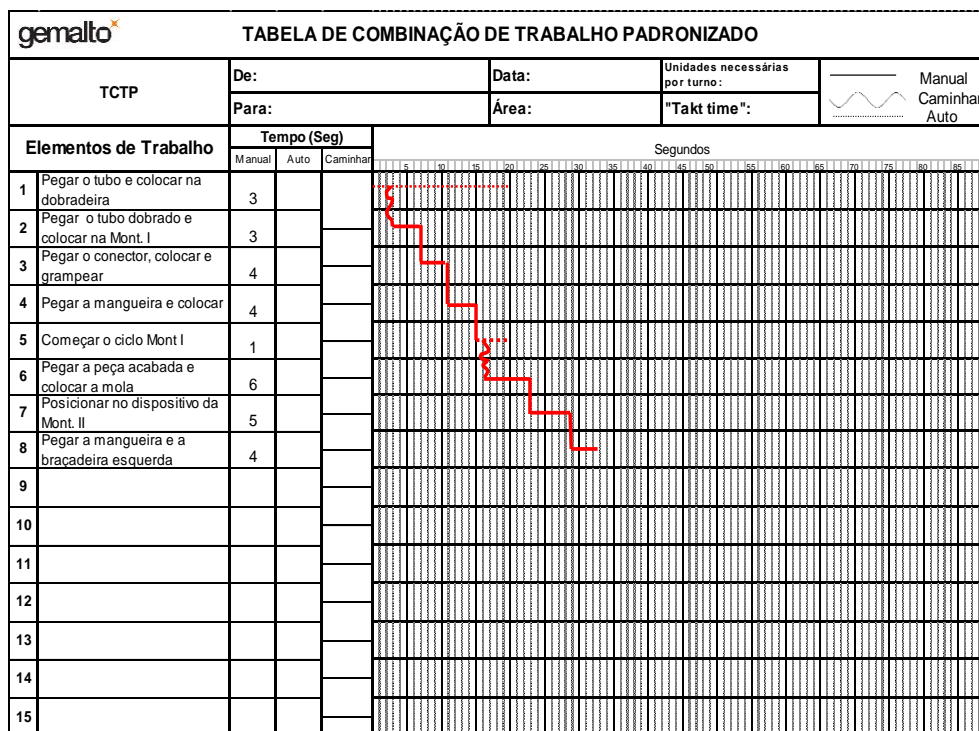 gemalto
TABELA DE COMBINAÇÃO DE TRABALHO PADRONIZADO
TCTP
De:
Data:
Unidades necessárias
por turno:
Manual
Caminhar
Auto
Para:
Área:
"Takt time":
Elementos de Trabalho
Tempo (Seg)
Segundos
Manual Auto Caminhar
5 10 15 20 25 30 35 40 45 50 55 60 65 70 75 80 85
1 Pegar o tubo e colocar na
dobradeira 3
2 Pegar o tubo dobrado e
colocar na Mont. I 3
3 Pegar o conector, colocar e
grampear 4
4 Pegar a mangueira e colocar 4
5 Começar o ciclo Mont I 1
6 Pegar a peça acabada e
colocar a mola 6
7 Posicionar no dispositivo da
Mont. II 5
8 Pegar a mangueira e a
braçadeira esquerda 4
9
10
11
12
13
14
15